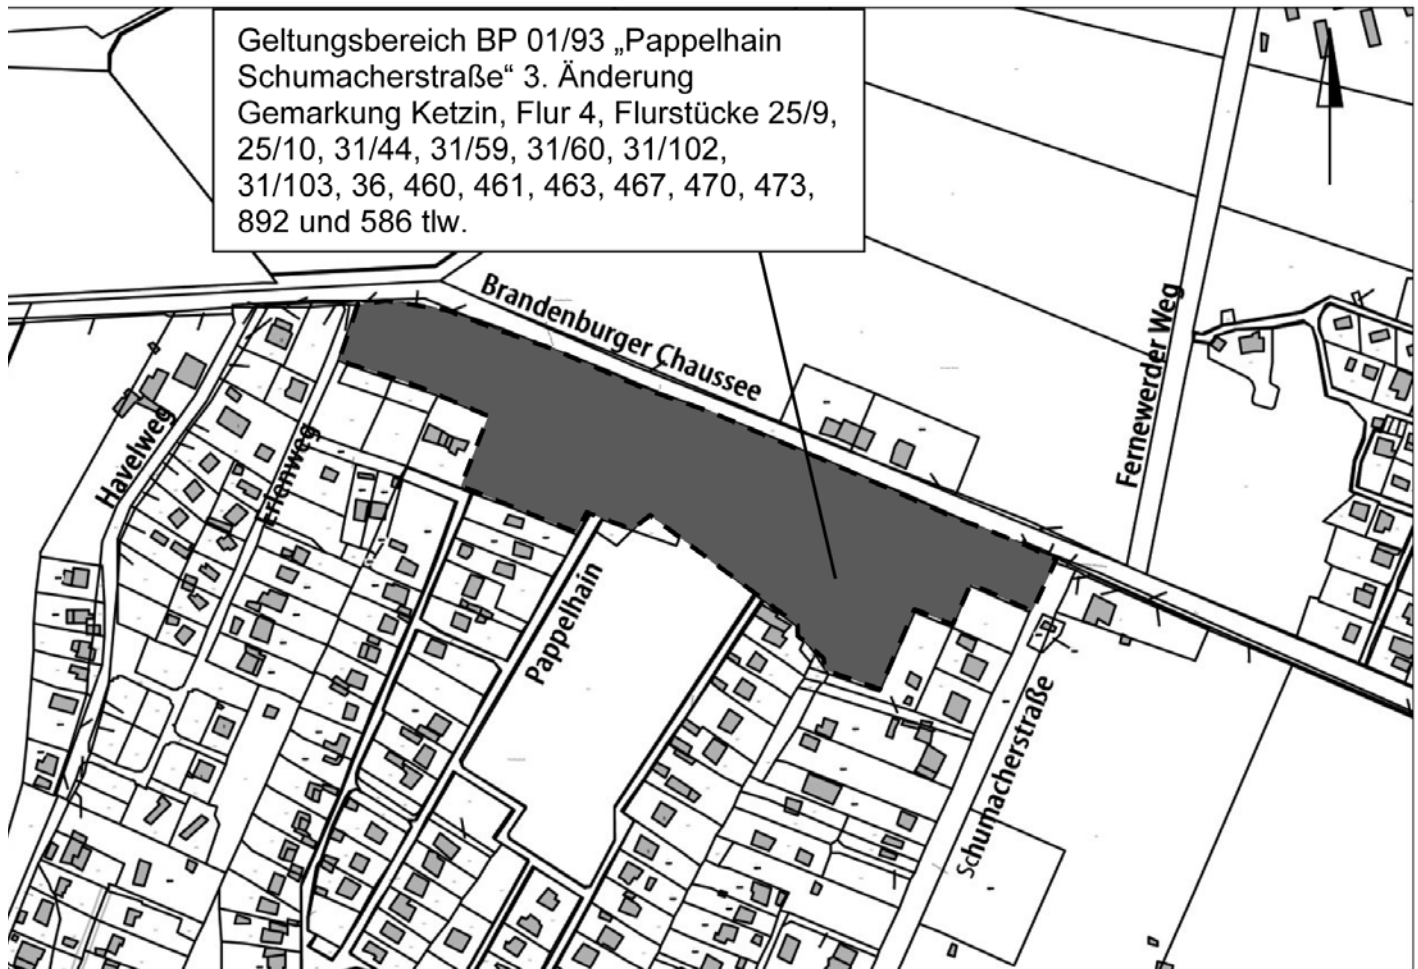 Geltungsbereich BP 01/93 „Pappelhain
Schumacherstraße“ 3. Änderung
Gemarkung Ketzin, Flur 4, Flurstücke 25/9,
25/10, 31/44, 31/59, 31/60, 31/102,
31/103, 36, 460, 461, 463, 467, 470, 473,
892 und 586 tlw.
Brandenburger Chaussee
Fernewerder Weg
Havelweg
Erlenweg
Pappelhain
Schumacherstraße